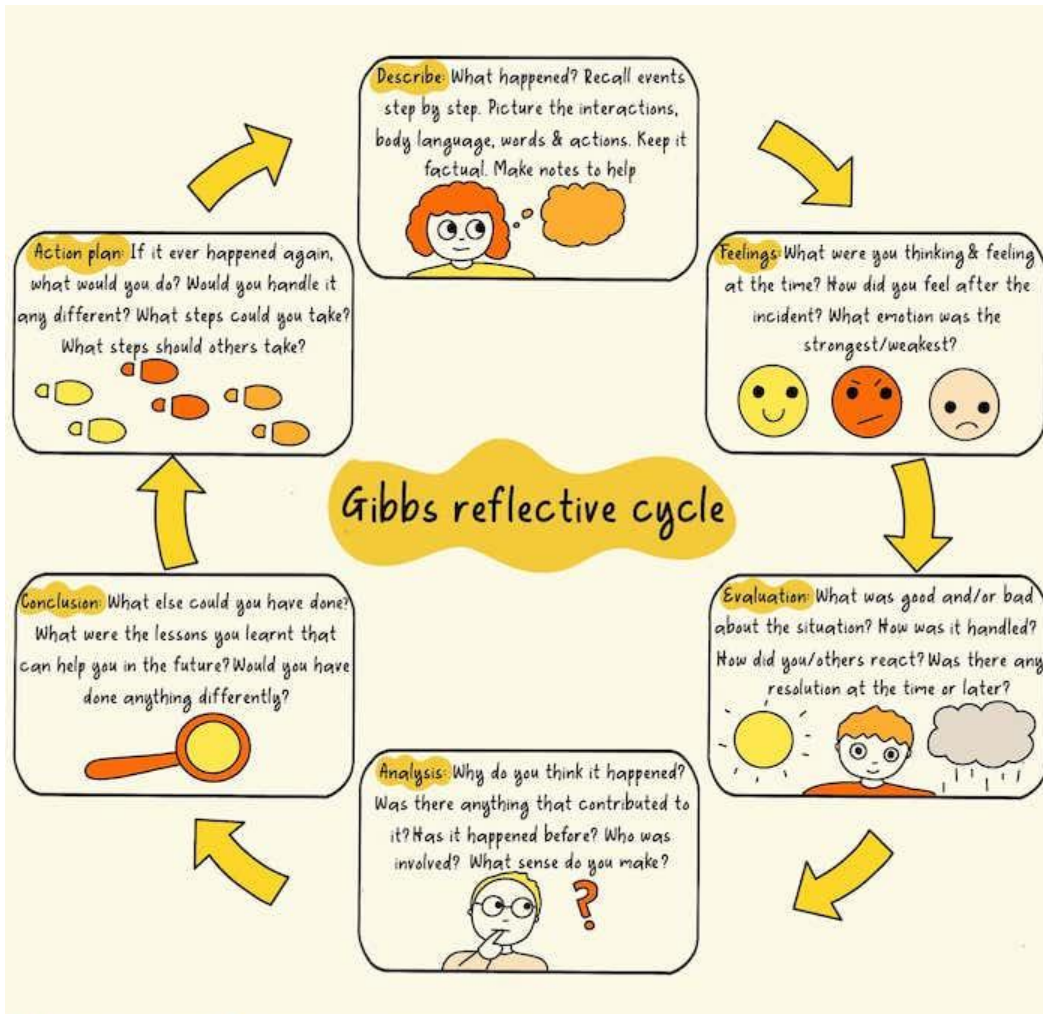 Describe: What happened? Recall events
step by step. Picture the interactions,
body language, words & actions. Keep it
factual. Make notes to help
Feelings: What were you thinking & feeling
at the time? How did you feel after the
incident? What emotion was the
strongest/weakest?
Evaluation: What was good and/or bad
about the situation? How was it handled?
How did you/others react? Was there any
resolution at the time or later?
Analysis: Why do you think it happened?
Was there anything that contributed to
it? Has it happened before? Who was
involved? What sense do you make?
?
Conclusion: What else could you have done?
What were the lessons you learnt that
can help you in the future? Would you have
done anything differently?
Action plan: If it ever happened again,
what would you do? Would you handle it
any different? What steps could you take?
What steps should others take?
Gibbs reflective cycle